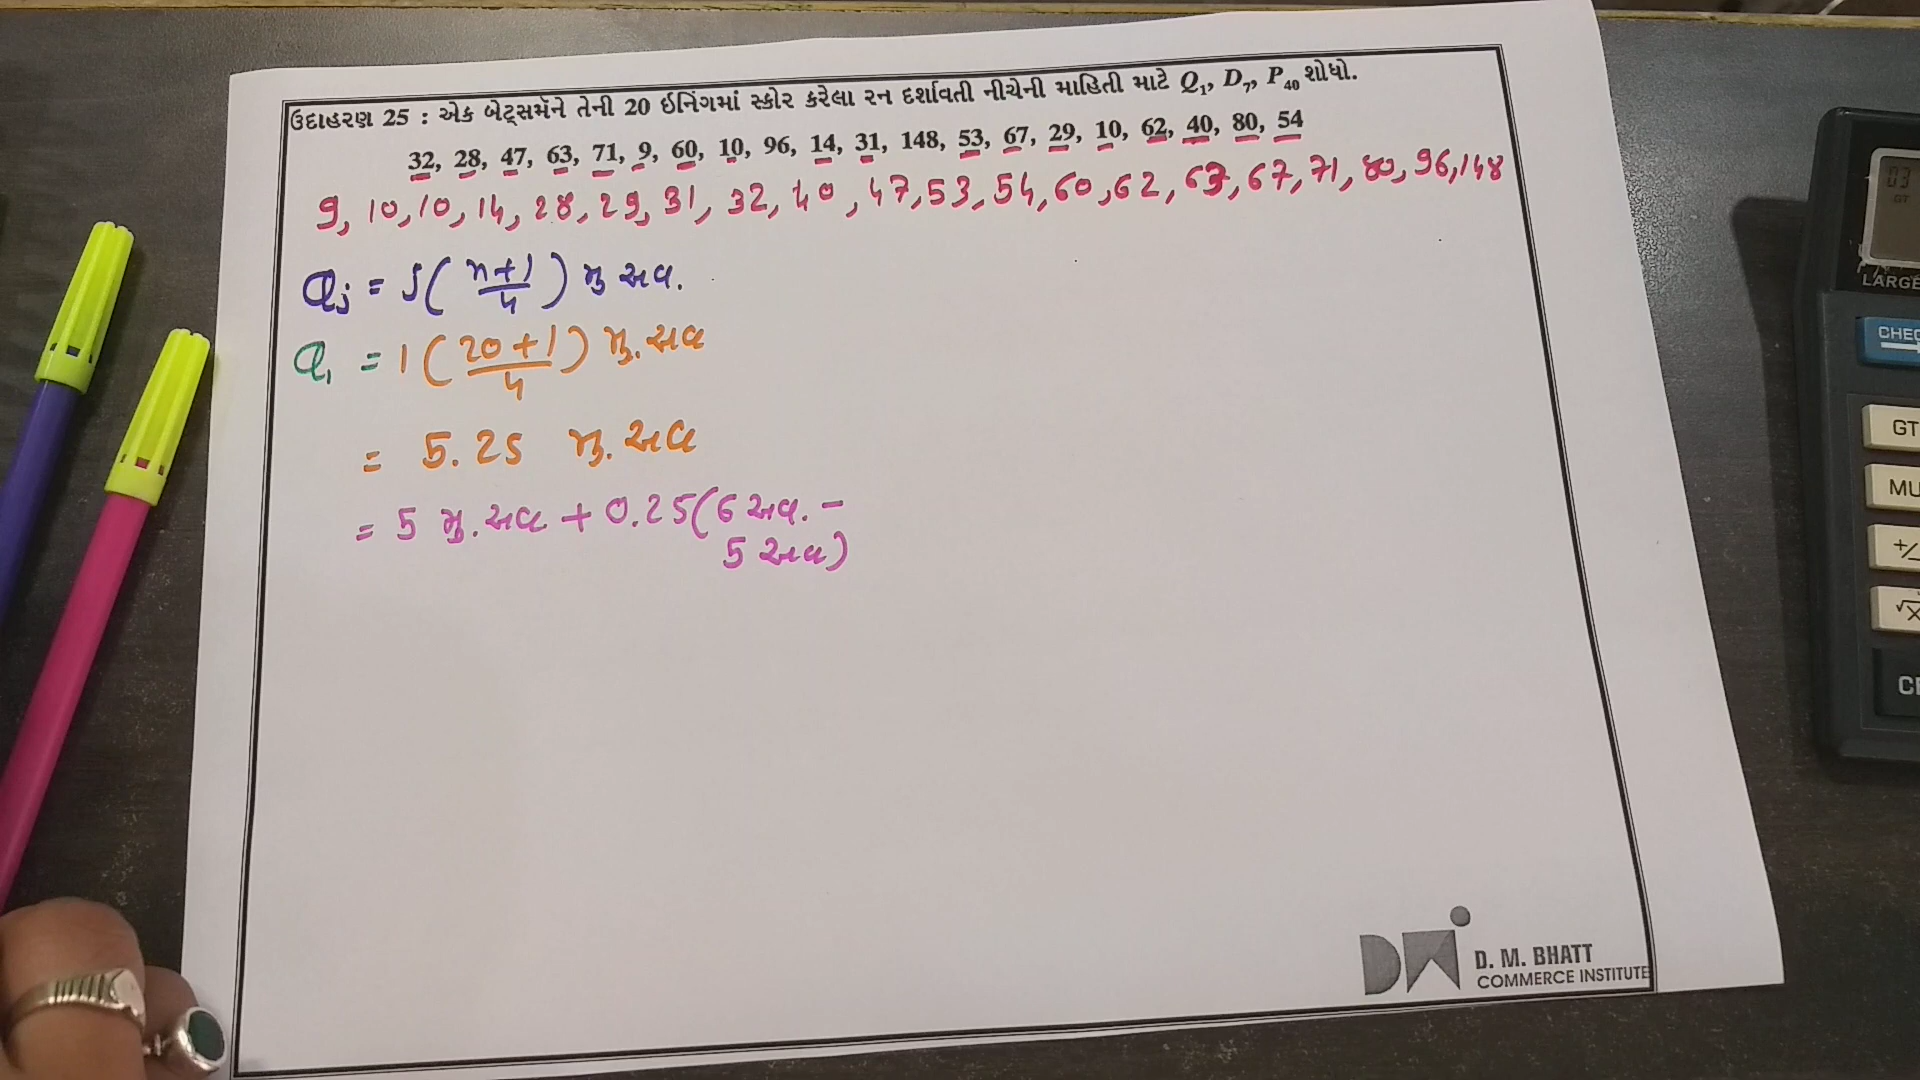 ઉદાહરણ 25 : એક બેટ્સમૅને તેની 20 ઇનિંગમાં સ્કોર કરેલા રન દર્શાવતી નીચેની માહિતી માટે Q₁, D₇, P₄₀ શોધો.
32, 28, 47, 63, 71, 9, 60, 10, 96, 14, 31, 148, 53, 67, 29, 10, 62, 40, 80, 54
9, 10, 10, 14, 28, 29, 31, 32, 40, 47, 53, 54, 60, 62, 63, 67, 71, 80, 96, 148
Qj = j(n+1/4) મુ અવ.
Q₁ = 1(20+1/4) મુ. અવ
= 5.25 મુ. અવ
= 5 મુ. અવ + 0.25(6 અવ. -
5 અવ)
D. M. BHATT
COMMERCE INSTITUTE
03
GT
LARGE
CHEC
GT
MU
+/
√X